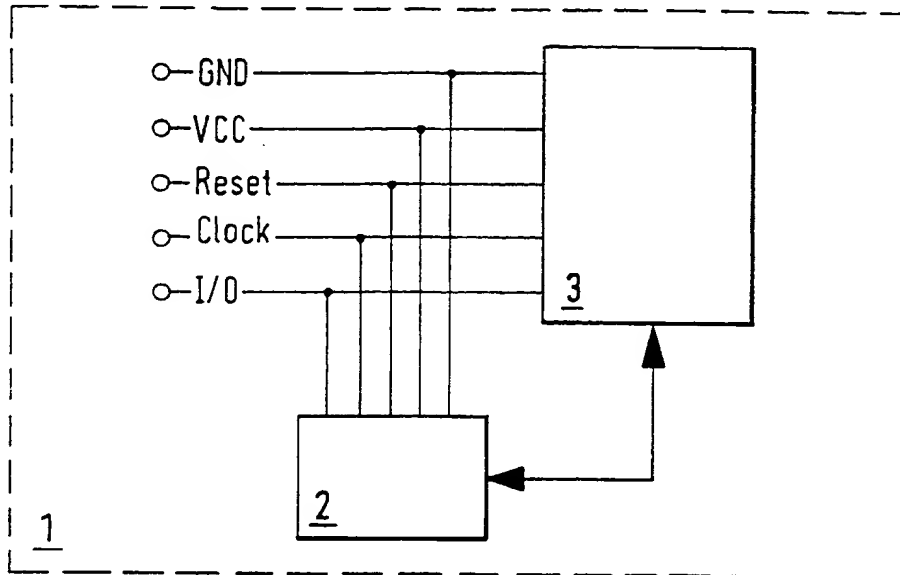 GND
VCC
Reset
Clock
I/O
3
2
1